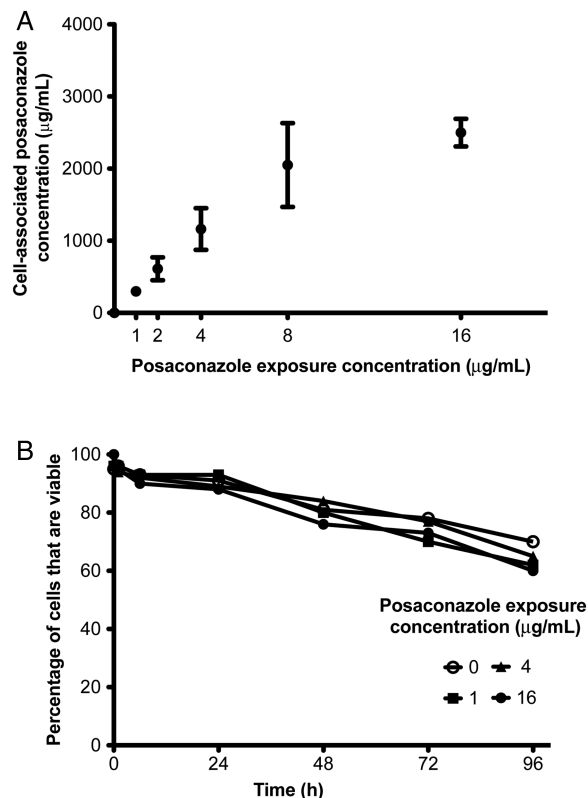 A
Cell-associated posaconazole
concentration (μg/mL)
4000
3000
2000
1000
0
1 2 4 8 16
Posaconazole exposure concentration (μg/mL)
B
Percentage of cells that are viable
100
80
60
40
20
0
Posaconazole exposure
concentration (μg/mL)
0 4
1 16
0 24 48 72 96
Time (h)